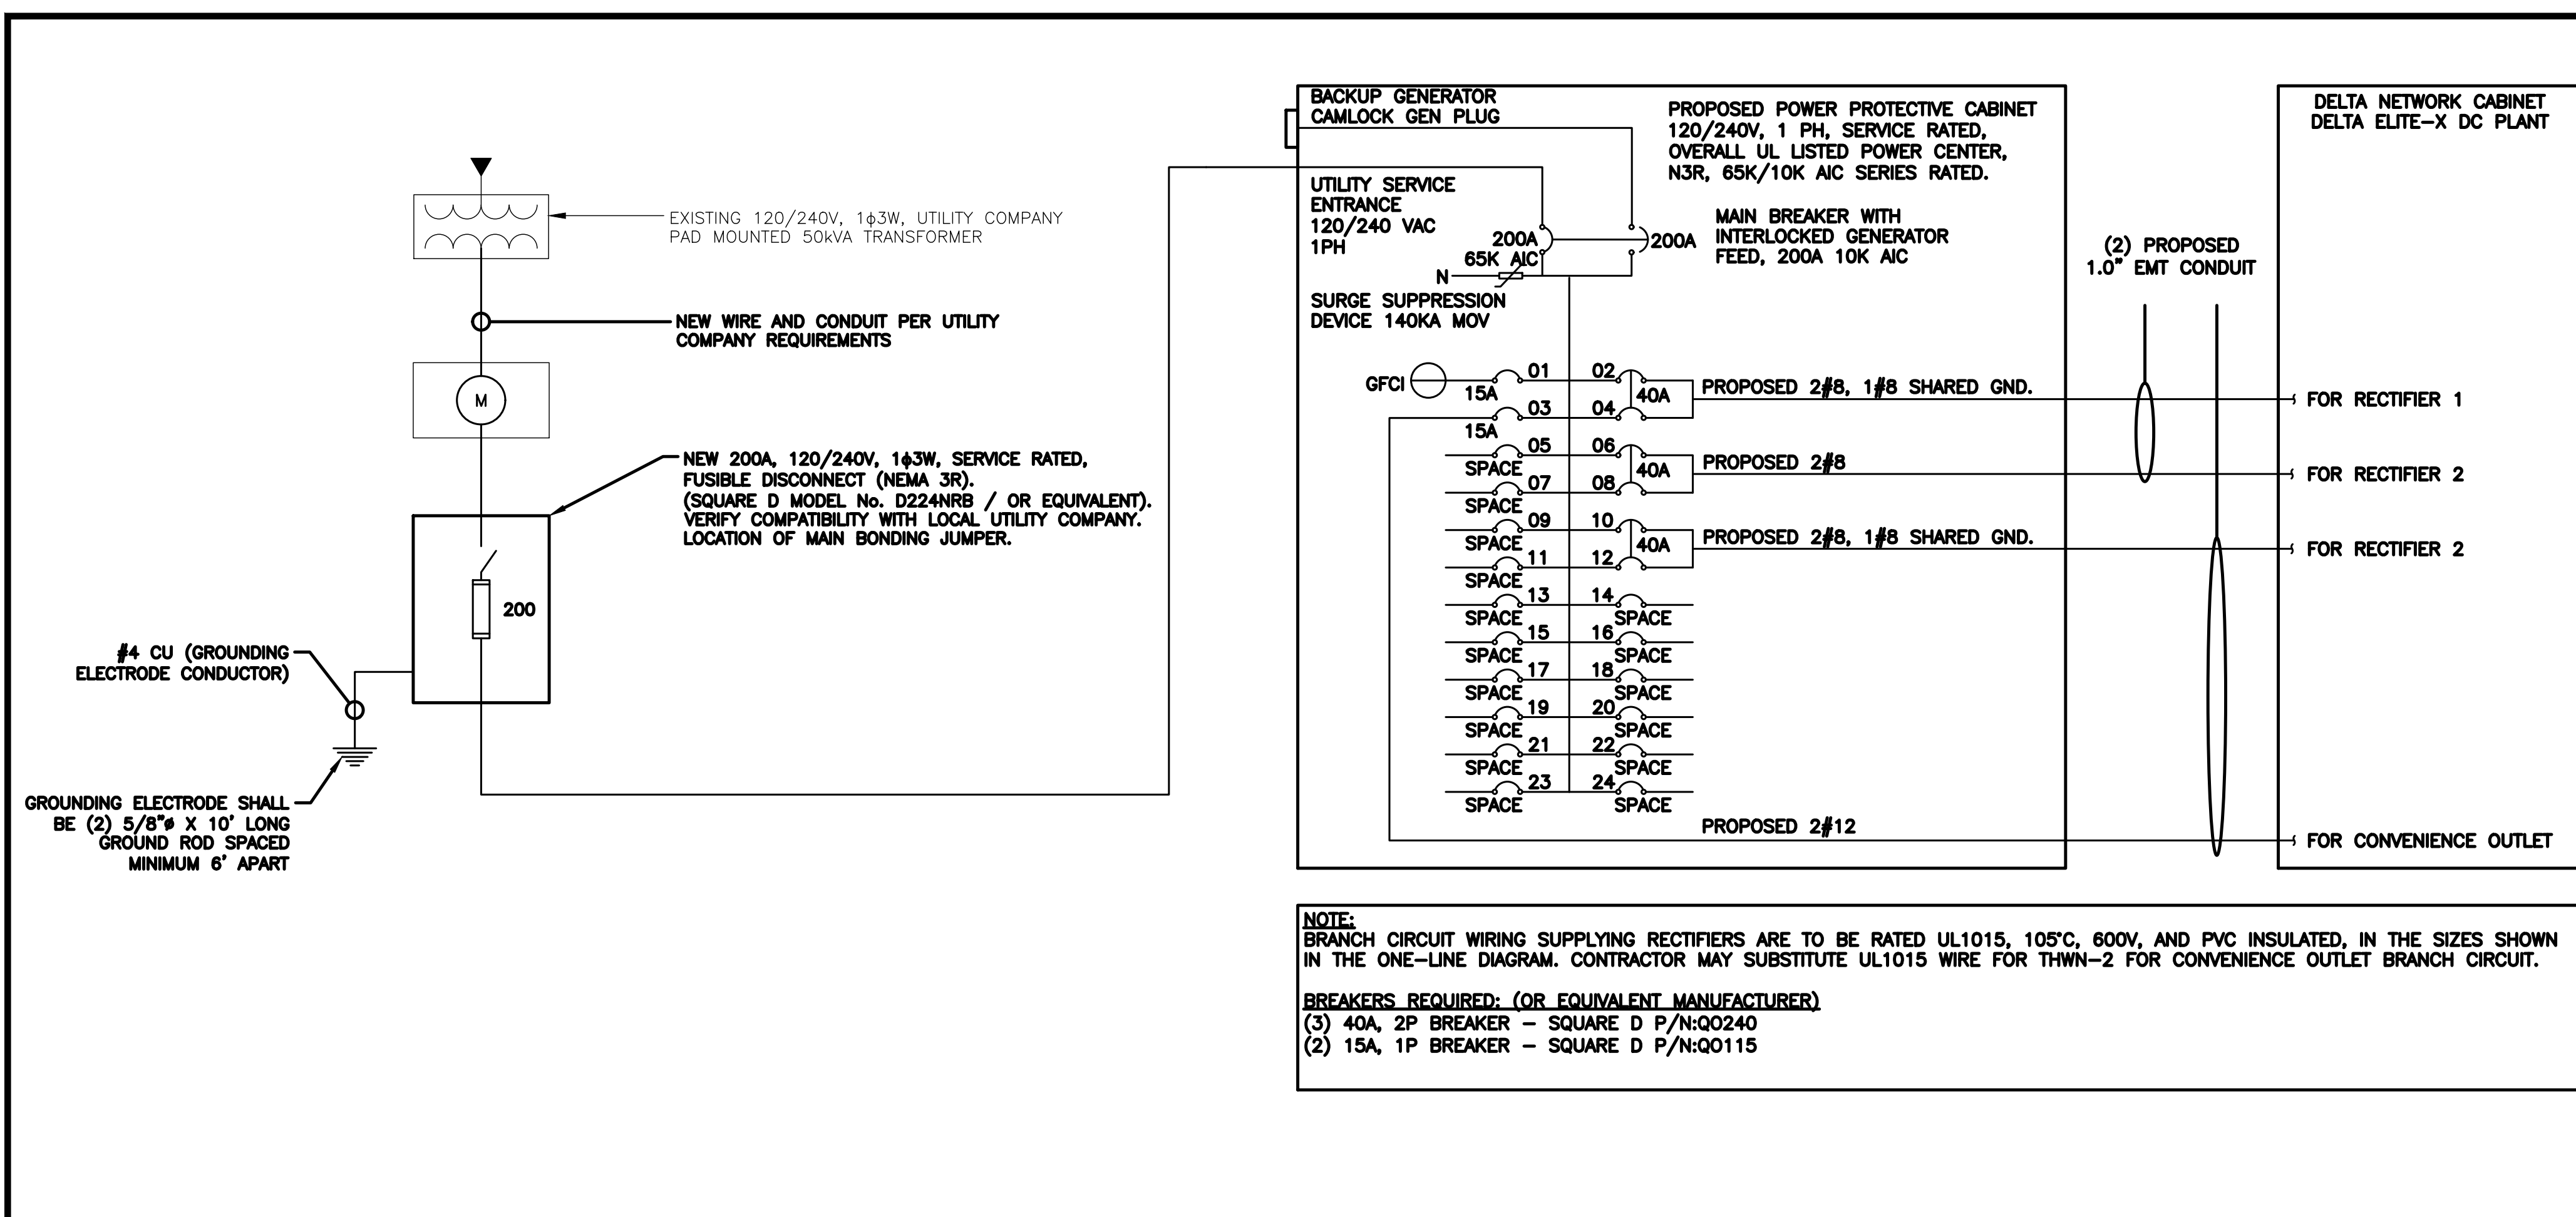 EXISTING 120/240V, 1ϕ3W, UTILITY COMPANY
PAD MOUNTED 50kVA TRANSFORMER
NEW WIRE AND CONDUIT PER UTILITY
COMPANY REQUIREMENTS
M
NEW 200A, 120/240V, 1ϕ3W, SERVICE RATED,
FUSIBLE DISCONNECT (NEMA 3R).
(SQUARE D MODEL No. D224NRB / OR EQUIVALENT).
VERIFY COMPATIBILITY WITH LOCAL UTILITY COMPANY.
LOCATION OF MAIN BONDING JUMPER.
200
#4 CU (GROUNDING
ELECTRODE CONDUCTOR)
GROUNDING ELECTRODE SHALL
BE (2) 5/8"ø X 10' LONG
GROUND ROD SPACED
MINIMUM 6' APART
BACKUP GENERATOR
CAMLOCK GEN PLUG
PROPOSED POWER PROTECTIVE CABINET
120/240V, 1 PH, SERVICE RATED,
OVERALL UL LISTED POWER CENTER,
N3R, 65K/10K AIC SERIES RATED.
UTILITY SERVICE
ENTRANCE
120/240 VAC
1PH
200A
65K AIC
200A
MAIN BREAKER WITH
INTERLOCKED GENERATOR
FEED, 200A 10K AIC
N
SURGE SUPPRESSION
DEVICE 140KA MOV
GFCI
01 02
15A 40A
03 04
15A
05 06
SPACE 40A
07 08
SPACE
09 10
SPACE 40A
11 12
SPACE
13 14
SPACE SPACE
15 16
SPACE SPACE
17 18
SPACE SPACE
19 20
SPACE SPACE
21 22
SPACE SPACE
23 24
SPACE SPACE
PROPOSED 2#8, 1#8 SHARED GND.
PROPOSED 2#8
PROPOSED 2#8, 1#8 SHARED GND.
PROPOSED 2#12
(2) PROPOSED
1.0" EMT CONDUIT
DELTA NETWORK CABINET
DELTA ELITE-X DC PLANT
FOR RECTIFIER 1
FOR RECTIFIER 2
FOR RECTIFIER 2
FOR CONVENIENCE OUTLET
NOTE:
BRANCH CIRCUIT WIRING SUPPLYING RECTIFIERS ARE TO BE RATED UL1015, 105°C, 600V, AND PVC INSULATED, IN THE SIZES SHOWN
IN THE ONE-LINE DIAGRAM. CONTRACTOR MAY SUBSTITUTE UL1015 WIRE FOR THWN-2 FOR CONVENIENCE OUTLET BRANCH CIRCUIT.
BREAKERS REQUIRED: (OR EQUIVALENT MANUFACTURER)
(3) 40A, 2P BREAKER - SQUARE D P/N:QO240
(2) 15A, 1P BREAKER - SQUARE D P/N:QO115